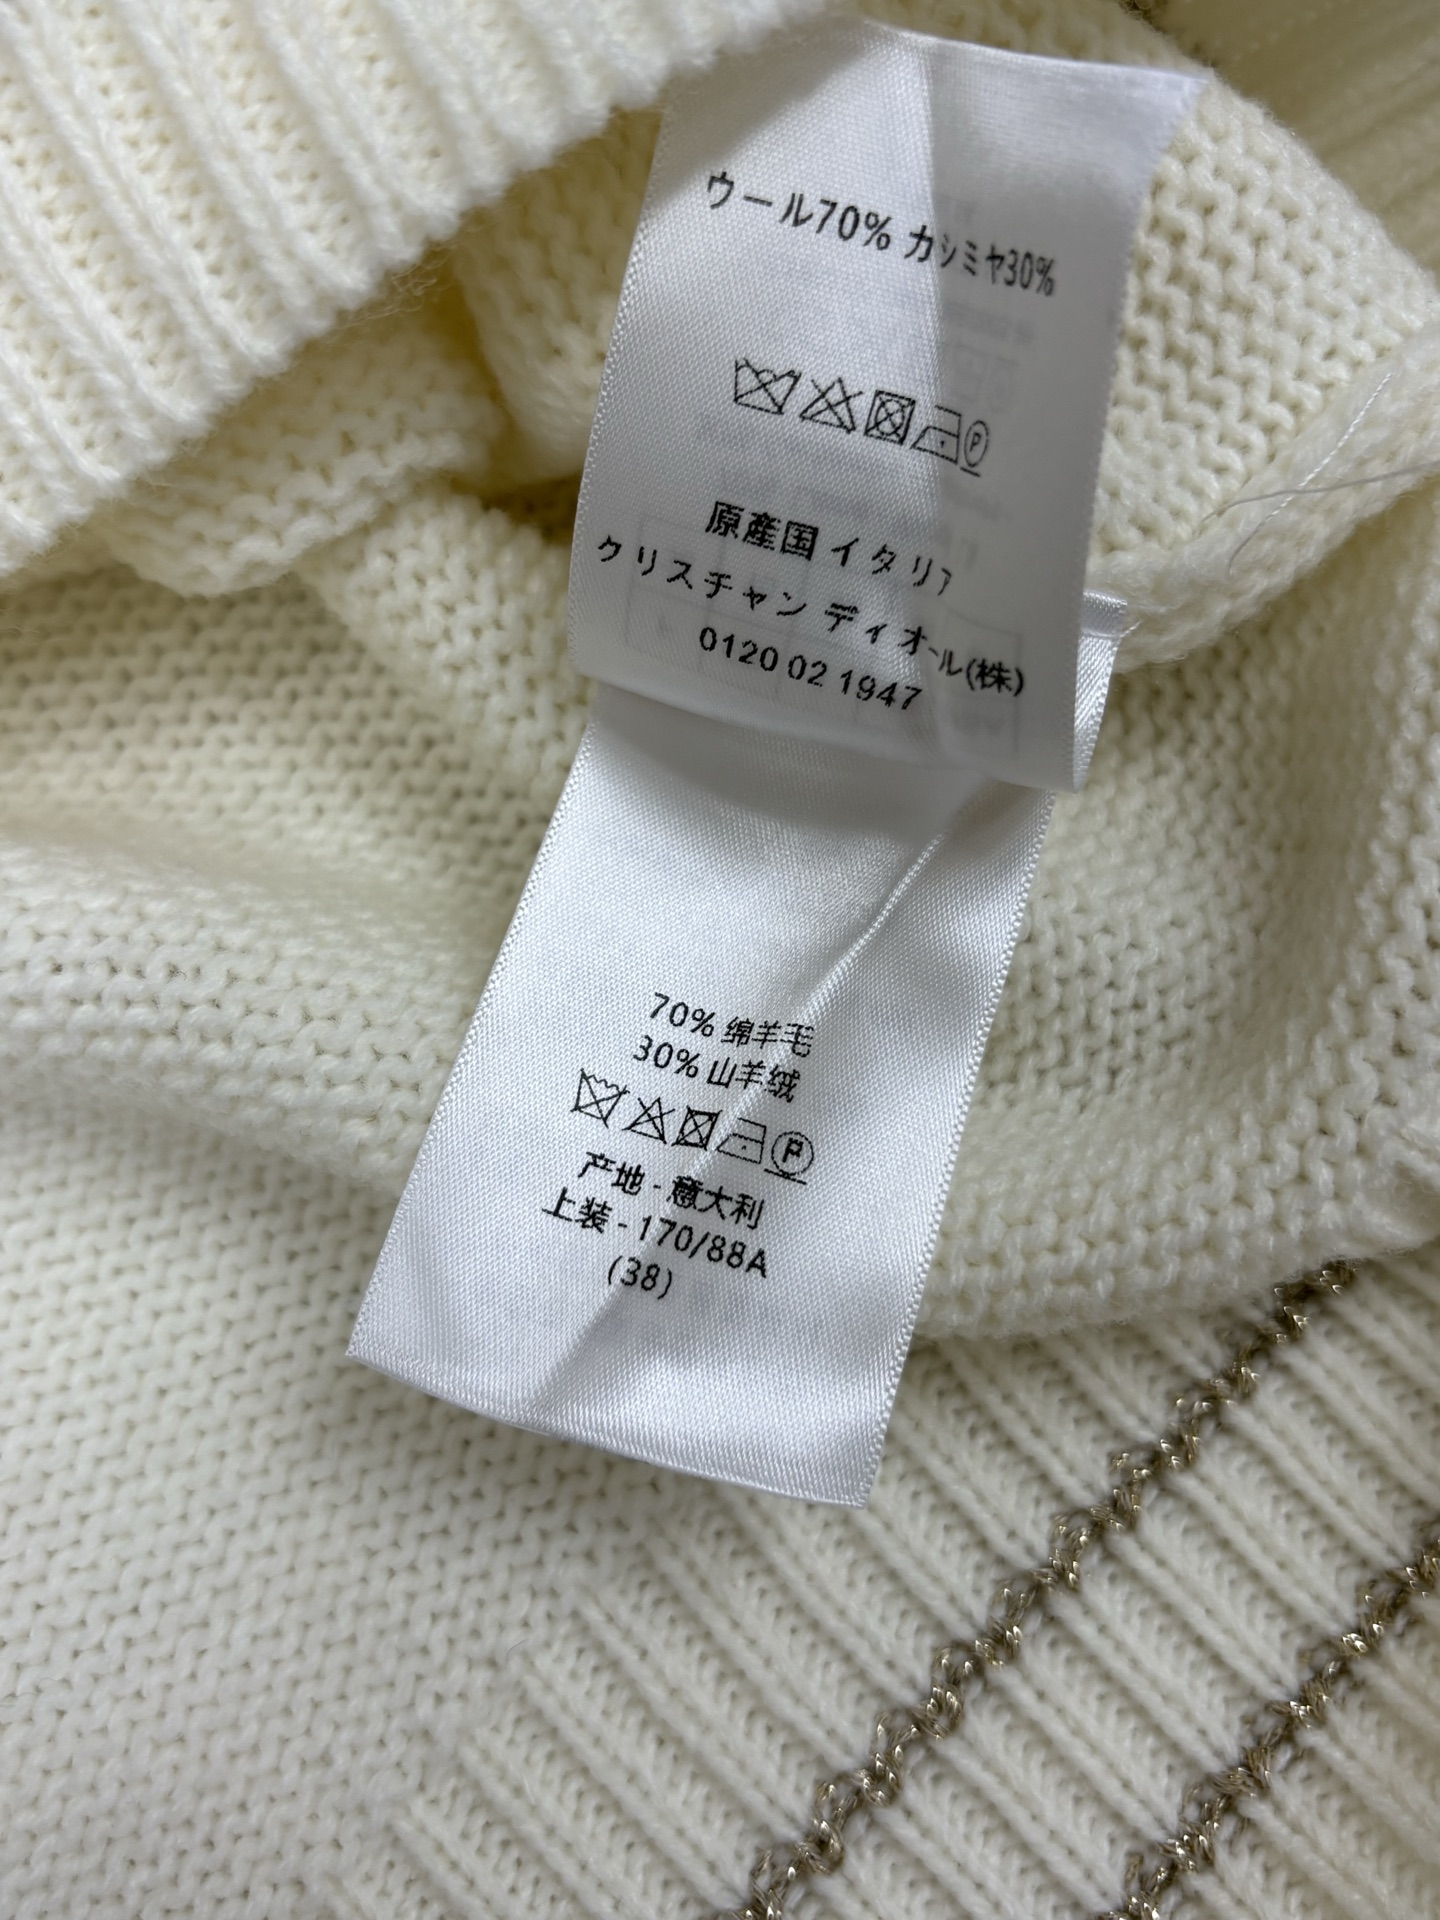 ウール70% カシミヤ30%
原産国 イタリア
クリスチャン ディオール(株)
0120 02 1947
70% 绵羊毛
30% 山羊绒
P
产地 - 意大利
上装 - 170/88A
(38)